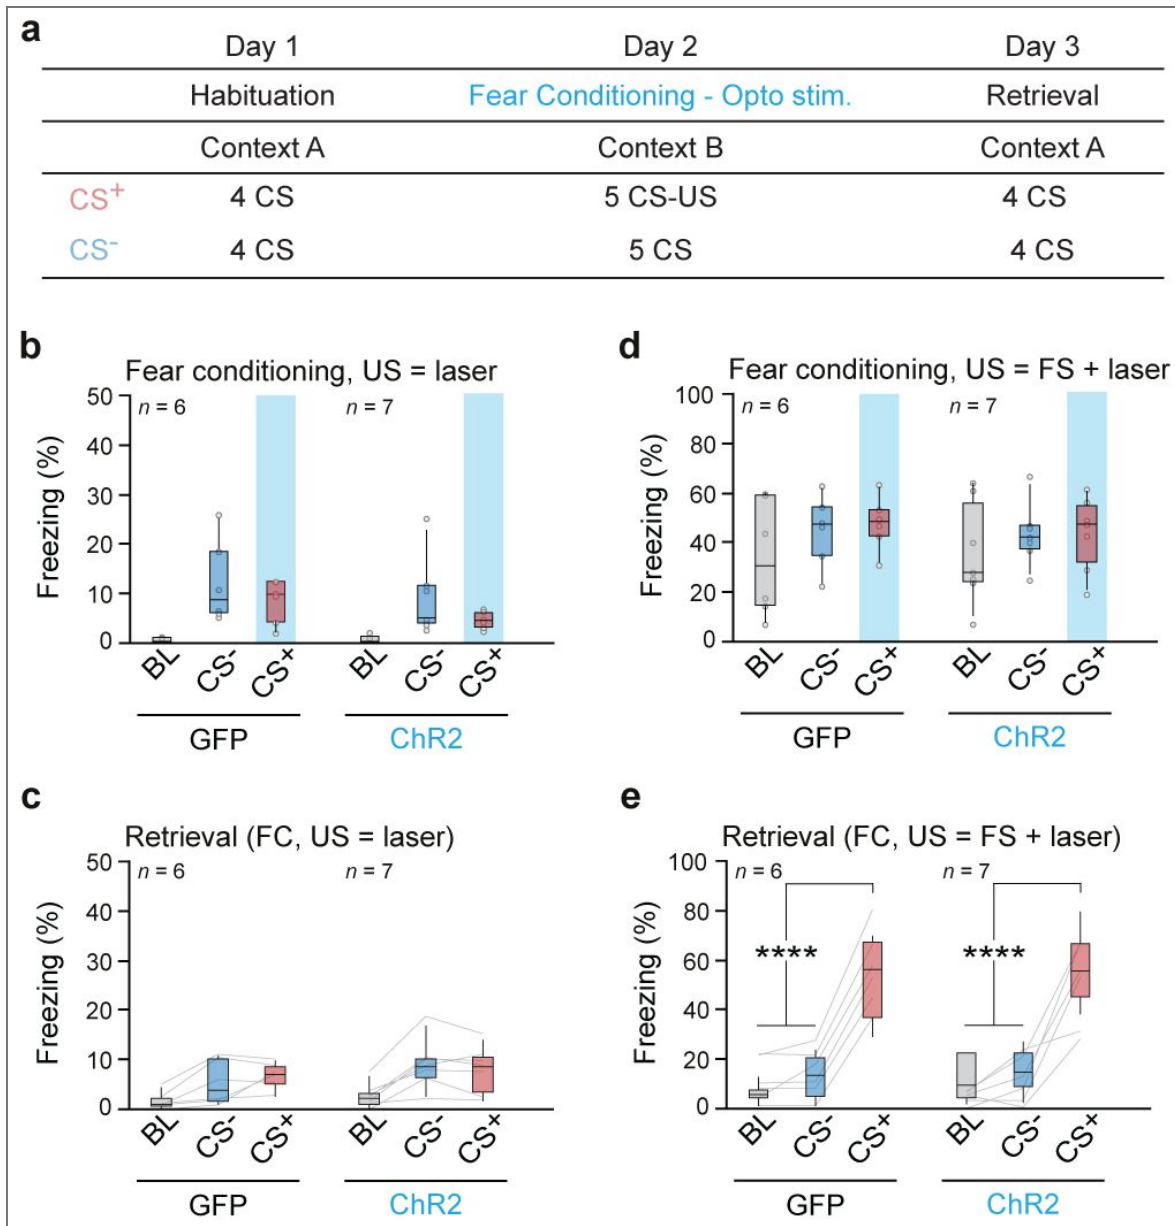 a
Day 1 Day 2 Day 3
Habituation Fear Conditioning - Opto stim. Retrieval
Context A Context B Context A
CS+ 4 CS 5 CS-US 4 CS
CS- 4 CS 5 CS 4 CS
b
Fear conditioning, US = laser
n = 6 n = 7
Freezing (%)
50
40
30
20
10
0
BL CS- CS+ BL CS- CS+
GFP ChR2
d
Fear conditioning, US = FS + laser
n = 6 n = 7
Freezing (%)
100
80
60
40
20
0
BL CS- CS+ BL CS- CS+
GFP ChR2
c
Retrieval (FC, US = laser)
n = 6 n = 7
Freezing (%)
50
40
30
20
10
0
BL CS- CS+ BL CS- CS+
GFP ChR2
e
Retrieval (FC, US = FS + laser)
n = 6 n = 7
Freezing (%)
100
80
60
40
20
0
**** ****
BL CS- CS+ BL CS- CS+
GFP ChR2